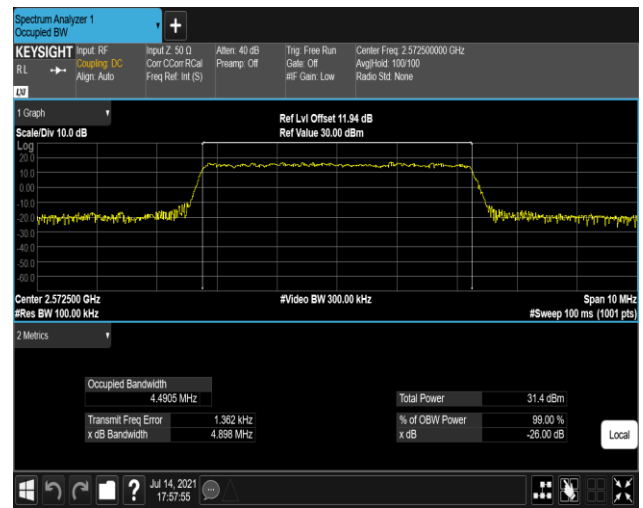 Spectrum Analyzer 1
Occupied BW
+
KEYSIGHT Input: RF Input Z: 50 Ω Atten: 40 dB Trig: Free Run Center Freq: 2.572500000 GHz
RL Coupling: DC Corr CCorr RCal Preamp: Off Gate: Off Avg|Hold: 100/100
Align: Auto Freq Ref: Int (S) #IF Gain: Low Radio Std: None
LXI
1 Graph
Ref Lvl Offset 11.94 dB
Scale/Div 10.0 dB Ref Value 30.00 dBm
Log
20.0
10.0
0.00
-10.0
-20.0
-30.0
-40.0
-50.0
-60.0
Center 2.572500 GHz #Video BW 300.00 kHz Span 10 MHz
#Res BW 100.00 kHz #Sweep 100 ms (1001 pts)
2 Metrics
Occupied Bandwidth
4.4905 MHz Total Power 31.4 dBm
Transmit Freq Error 1.362 kHz % of OBW Power 99.00 %
x dB Bandwidth 4.898 MHz x dB -26.00 dB
Local
? Jul 14, 2021
17:57:55